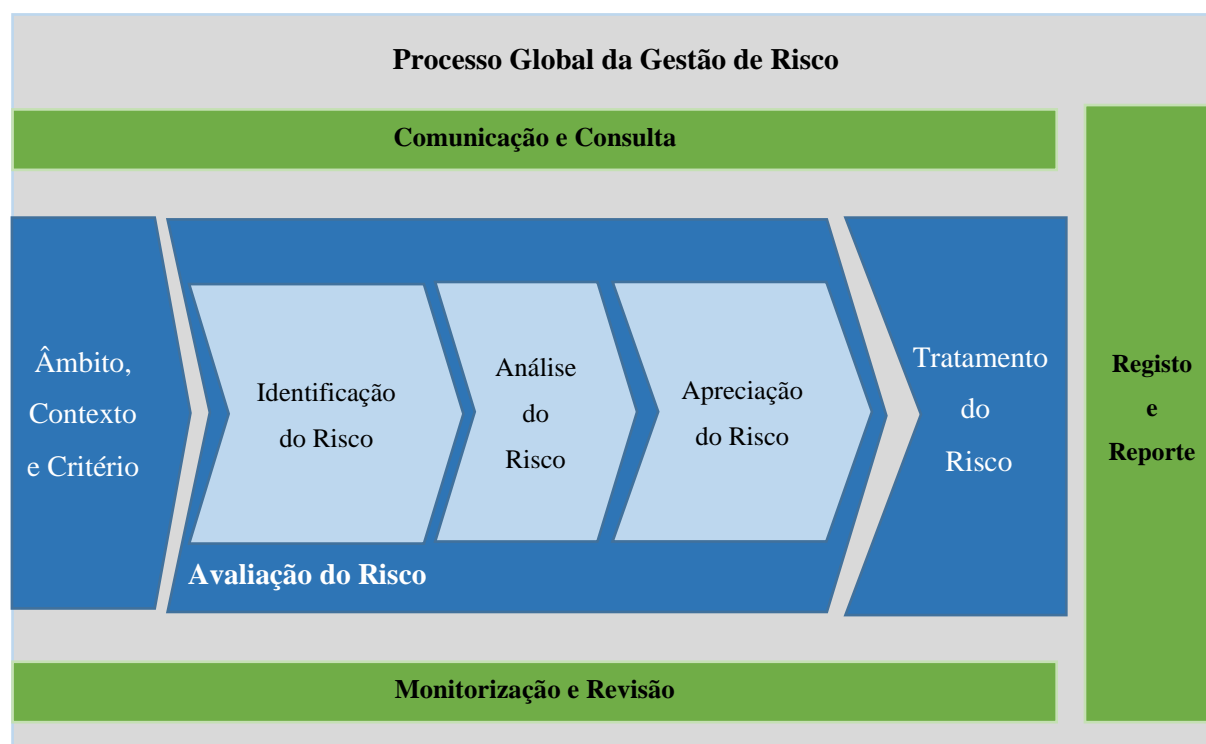 Processo Global da Gestão de Risco
Comunicação e Consulta
Âmbito,
Contexto
e Critério
Identificação
do Risco
Análise
do
Risco
Apreciação
do Risco
Avaliação do Risco
Tratamento
do
Risco
Registo
e
Reporte
Monitorização e Revisão